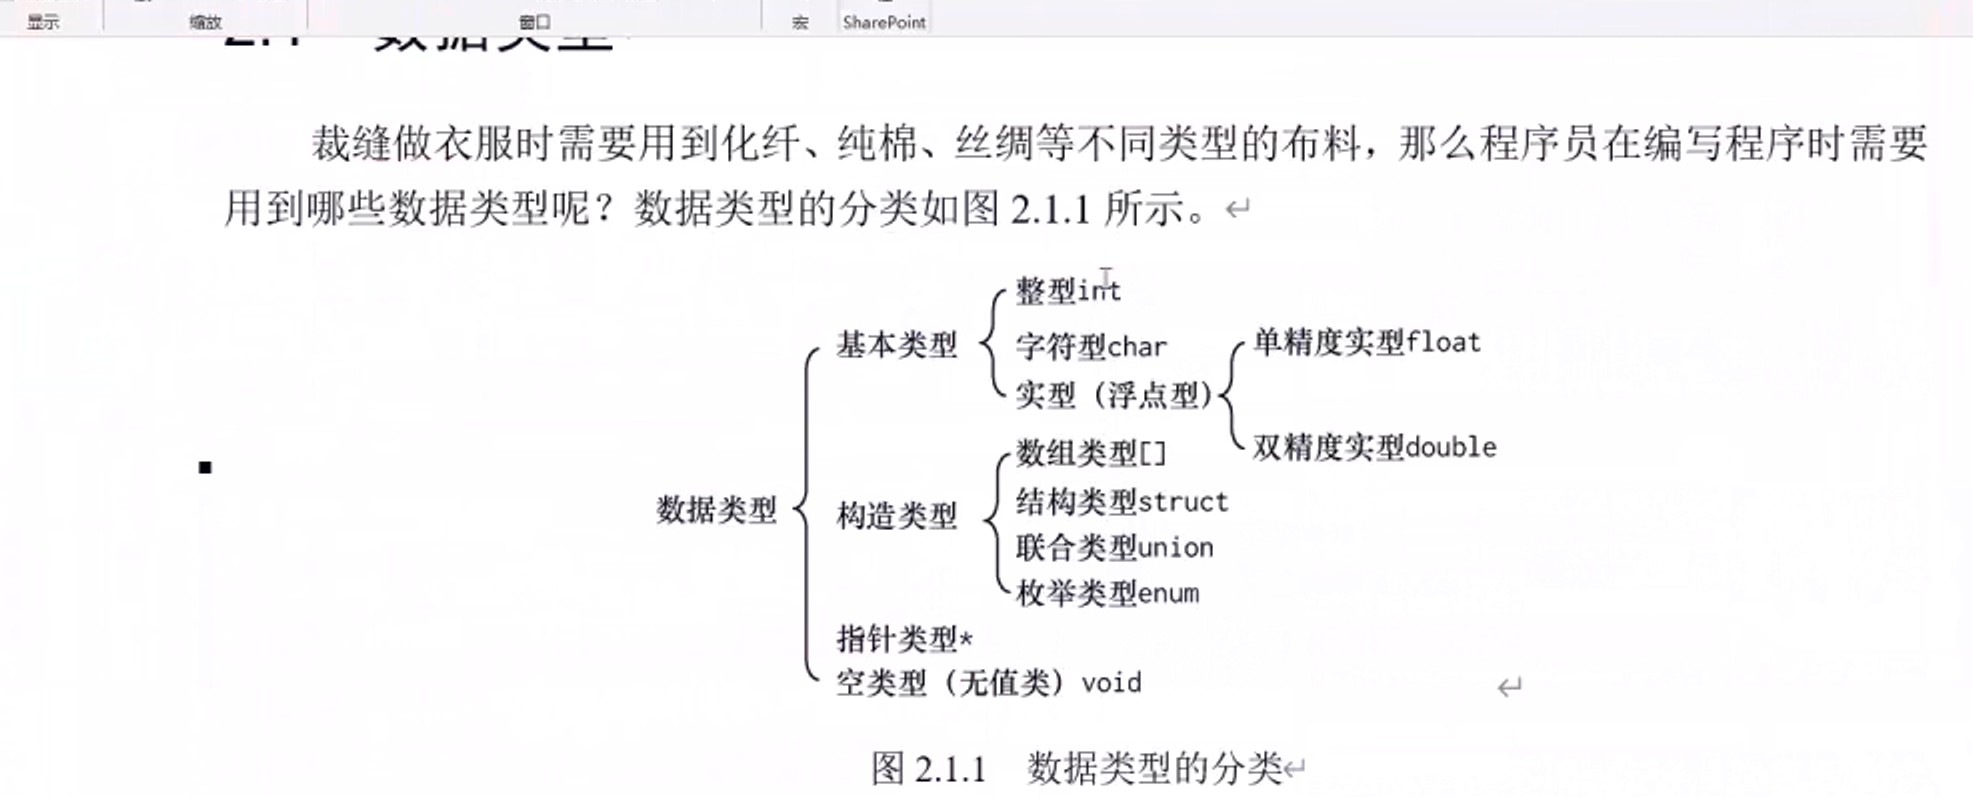 显示 缩放 窗口 宏 SharePoint
2.1 数据类型
裁缝做衣服时需要用到化纤、纯棉、丝绸等不同类型的布料，那么程序员在编写程序时需要
用到哪些数据类型呢？数据类型的分类如图 2.1.1 所示。↵
整型int
基本类型 字符型char 单精度实型float
实型（浮点型）
数组类型[] 双精度实型double
结构类型struct
数据类型 构造类型
联合类型union
枚举类型enum
指针类型*
空类型（无值类）void ↵
图 2.1.1 数据类型的分类↵